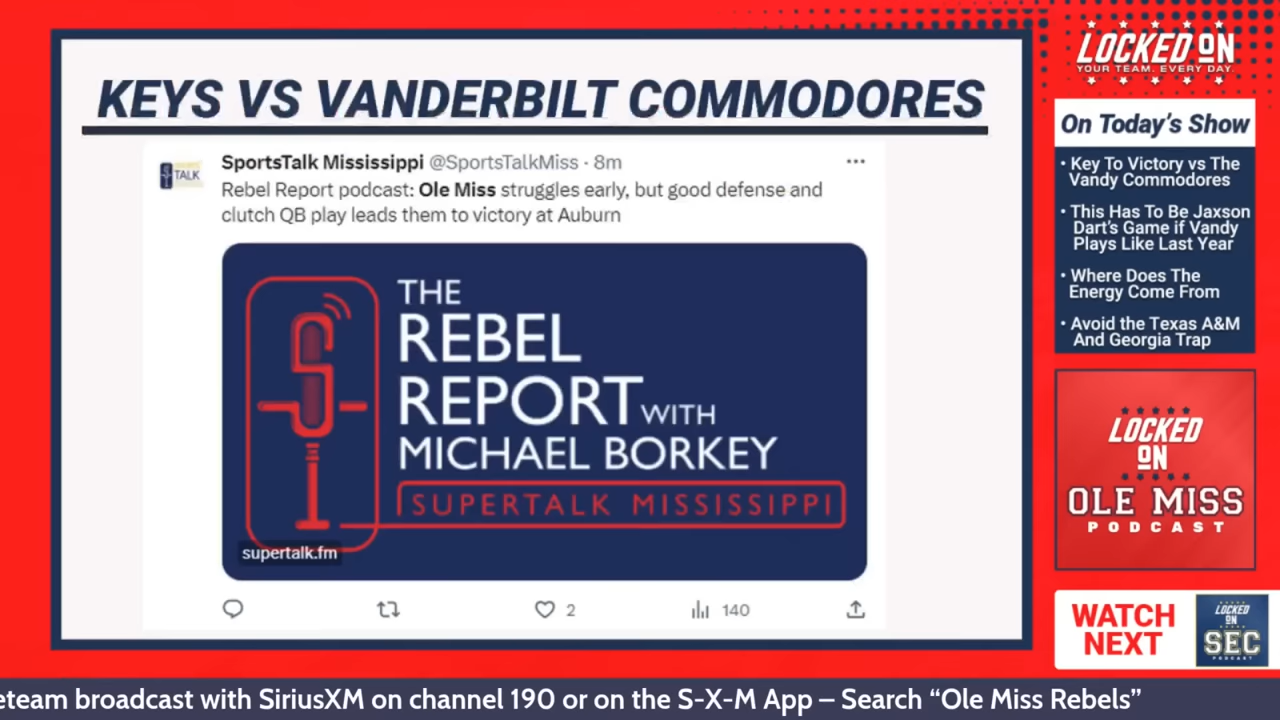 KEYS VS VANDERBILT COMMODORES
SportsTalk Mississippi @SportsTalkMiss · 8m
Rebel Report podcast: Ole Miss struggles early, but good defense and
clutch QB play leads them to victory at Auburn
THE
REBEL
REPORT WITH
MICHAEL BORKEY
SUPERTALK MISSISSIPPI
supertalk.fm
2
140
TALK
LOCKED ON
YOUR TEAM. EVERY DAY.
On Today's Show
• Key To Victory vs The
Vandy Commodores
• This Has To Be Jaxson
Dart's Game if Vandy
Plays Like Last Year
• Where Does The
Energy Come From
• Avoid the Texas A&M
And Georgia Trap
LOCKED
ON
OLE MISS
PODCAST
WATCH
NEXT
LOCKED
ON
SEC
PODCAST
eteam broadcast with SiriusXM on channel 190 or on the S-X-M App – Search “Ole Miss Rebels”